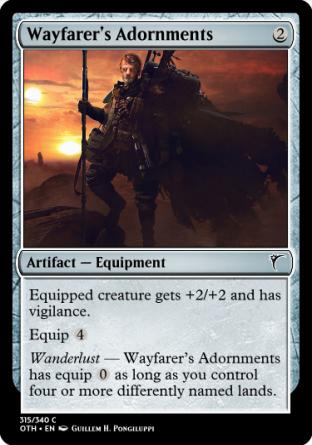 Wayfarer's Adornments 2
Artifact — Equipment
Equipped creature gets +2/+2 and has
vigilance.
Equip 4
Wanderlust — Wayfarer's Adornments
has equip 0 as long as you control
four or more differently named lands.
315/340 C
OTH • EN Guillem H. Pongiluppi